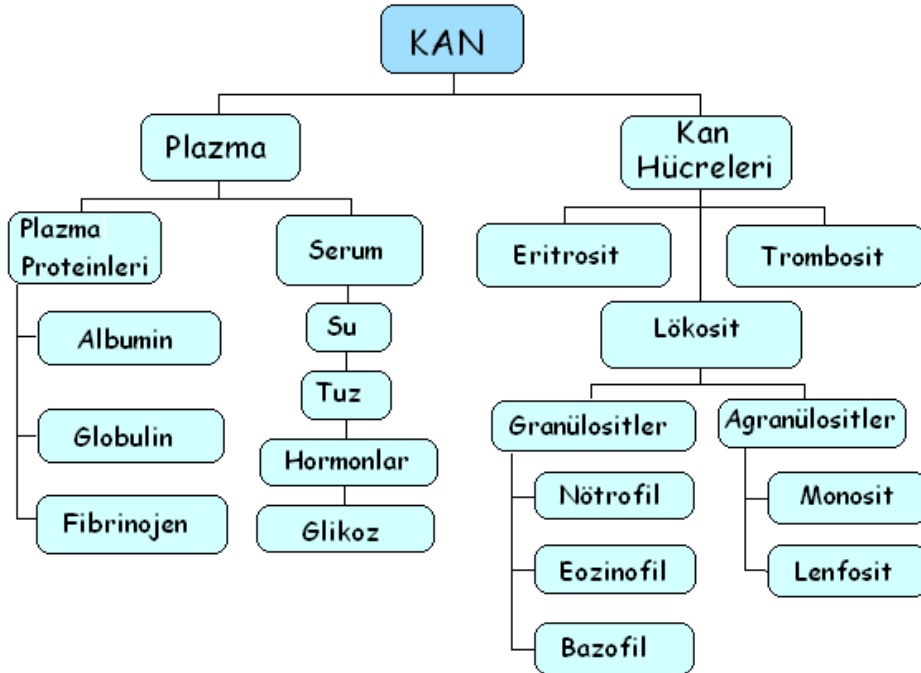 KAN
Plazma
Kan
Hücreleri
Plazma
Proteinleri
Serum
Eritrosit
Trombosit
Albumin
Su
Lökosit
Tuz
Globulin
Hormonlar
Granülositler
Agranülositler
Fibrinojen
Glikoz
Nötrofil
Monosit
Eozinofil
Lenfosit
Bazofil